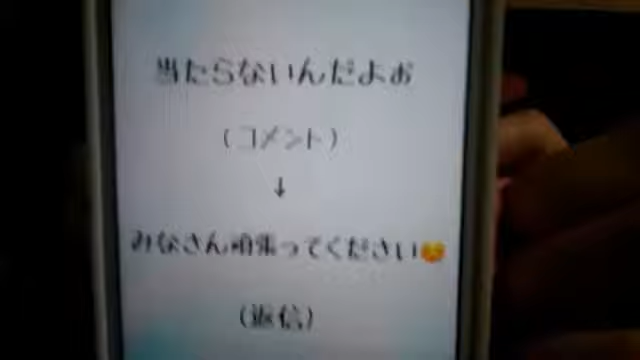 当たらないんだよぉ
(コメント)
↓
みなさん頑張ってください😥
(返信)